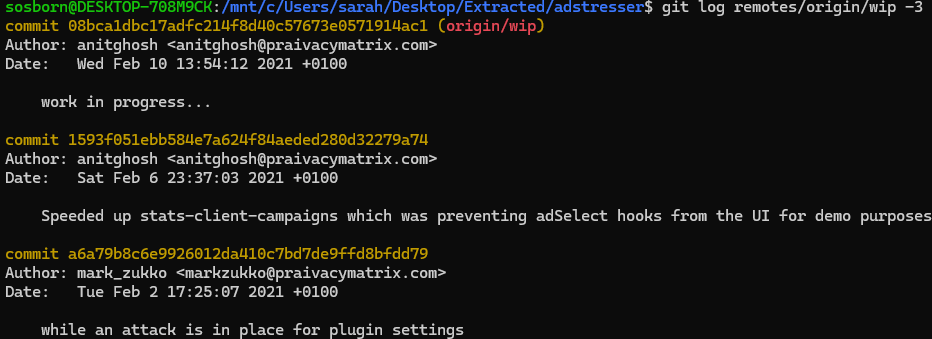 sosborn@DESKTOP-708M9CK:/mnt/c/Users/sarah/Desktop/Extracted/adstresser$ git log remotes/origin/wip -3
commit 08bca1dbc17adfc214f8d40c57673e0571914ac1 (origin/wip)
Author: anitghosh <anitghosh@praivacymatrix.com>
Date:   Wed Feb 10 13:54:12 2021 +0100
work in progress...
commit 1593f051ebb584e7a624f84aeded280d32279a74
Author: anitghosh <anitghosh@praivacymatrix.com>
Date:   Sat Feb 6 23:37:03 2021 +0100
Speeded up stats-client-campaigns which was preventing adSelect hooks from the UI for demo purposes
commit a6a79b8c6e9926012da410c7bd7de9ffd8bfdd79
Author: mark_zukko <markzukko@praivacymatrix.com>
Date:   Tue Feb 2 17:25:07 2021 +0100
while an attack is in place for plugin settings